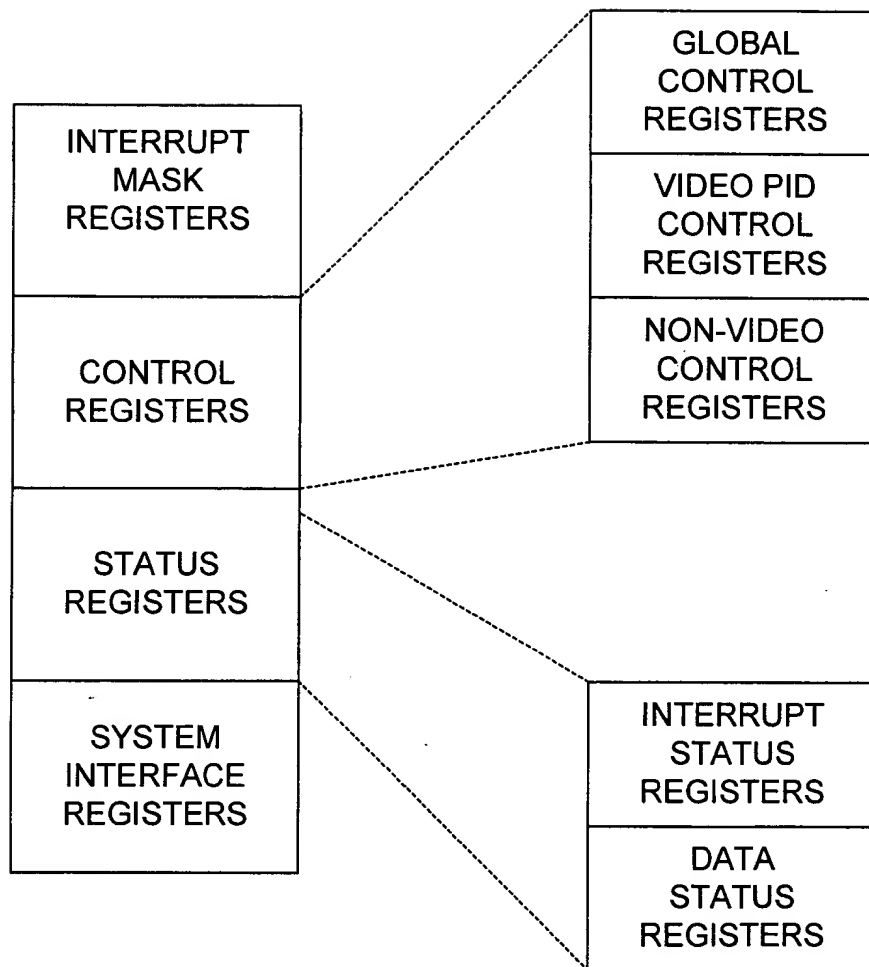 INTERRUPT
MASK
REGISTERS
CONTROL
REGISTERS
STATUS
REGISTERS
SYSTEM
INTERFACE
REGISTERS
GLOBAL
CONTROL
REGISTERS
VIDEO PID
CONTROL
REGISTERS
NON-VIDEO
CONTROL
REGISTERS
INTERRUPT
STATUS
REGISTERS
DATA
STATUS
REGISTERS